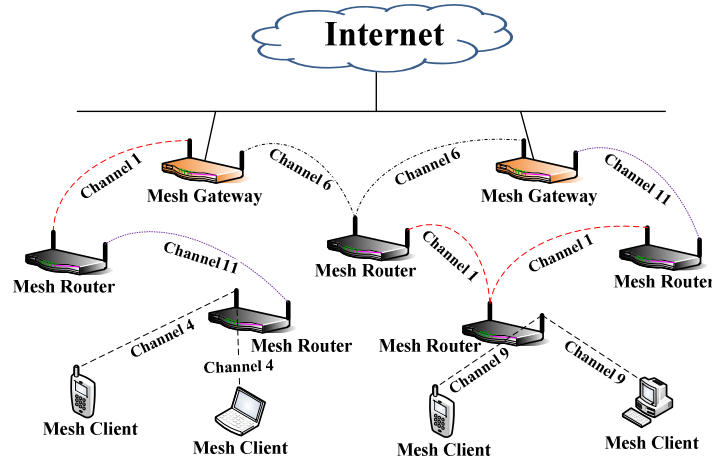 Internet
Channel 1
Mesh Gateway
Channel 6
Channel 6
Mesh Gateway
Channel 11
Mesh Router
Channel 11
Mesh Router
Channel 1
Channel 1
Mesh Router
Channel 4
Mesh Router
Channel 4
Mesh Router
Channel 9
Channel 9
Mesh Client
Mesh Client
Mesh Client
Mesh Client